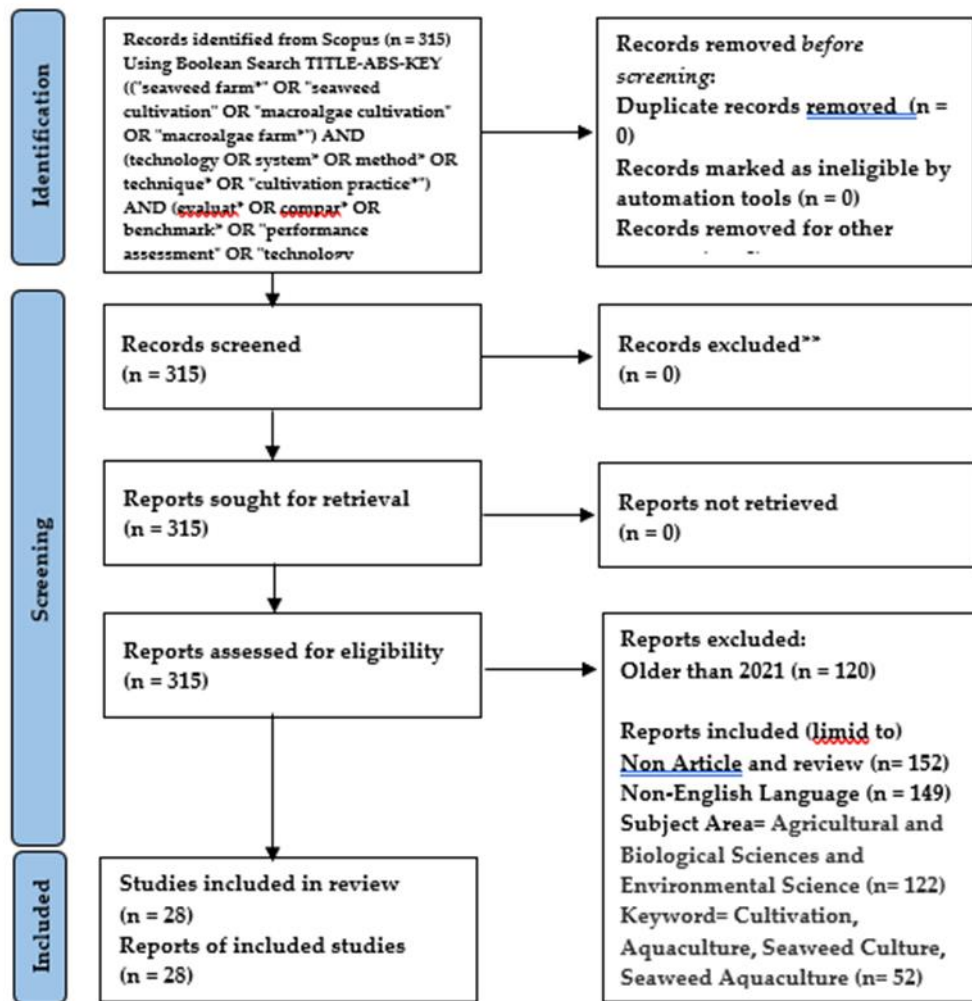 Identification
Records identified from Scopus (n = 315)
Using Boolean Search TITLE-ABS-KEY
(("seaweed farm*" OR "seaweed
cultivation" OR "macroalgae cultivation"
OR "macroalgae farm*") AND
(technology OR system* OR method* OR
technique* OR "cultivation practice*")
AND (evaluat* OR compar* OR
benchmark* OR "performance
assessment" OR "technology
Records removed before
screening:
Duplicate records removed (n =
0)
Records marked as ineligible by
automation tools (n = 0)
Records removed for other
Screening
Records screened
(n = 315)
Records excluded**
(n = 0)
Reports sought for retrieval
(n = 315)
Reports not retrieved
(n = 0)
Reports assessed for eligibility
(n = 315)
Reports excluded:
Older than 2021 (n = 120)
Reports included (limid to)
Non Article and review (n= 152)
Non-English Language (n = 149)
Subject Area= Agricultural and
Biological Sciences and
Environmental Science (n= 122)
Keyword= Cultivation,
Aquaculture, Seaweed Culture,
Seaweed Aquaculture (n= 52)
Included
Studies included in review
(n = 28)
Reports of included studies
(n = 28)